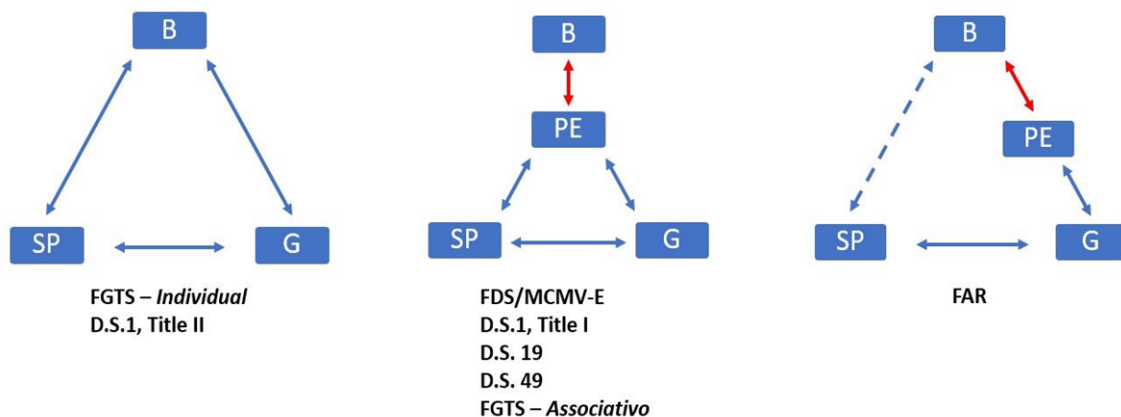 B
SP
G
FGTS – Individual
D.S.1, Title II
B
PE
SP
G
FDS/MCMV-E
D.S.1, Title I
D.S. 19
D.S. 49
FGTS – Associativo
B
PE
SP
G
FAR